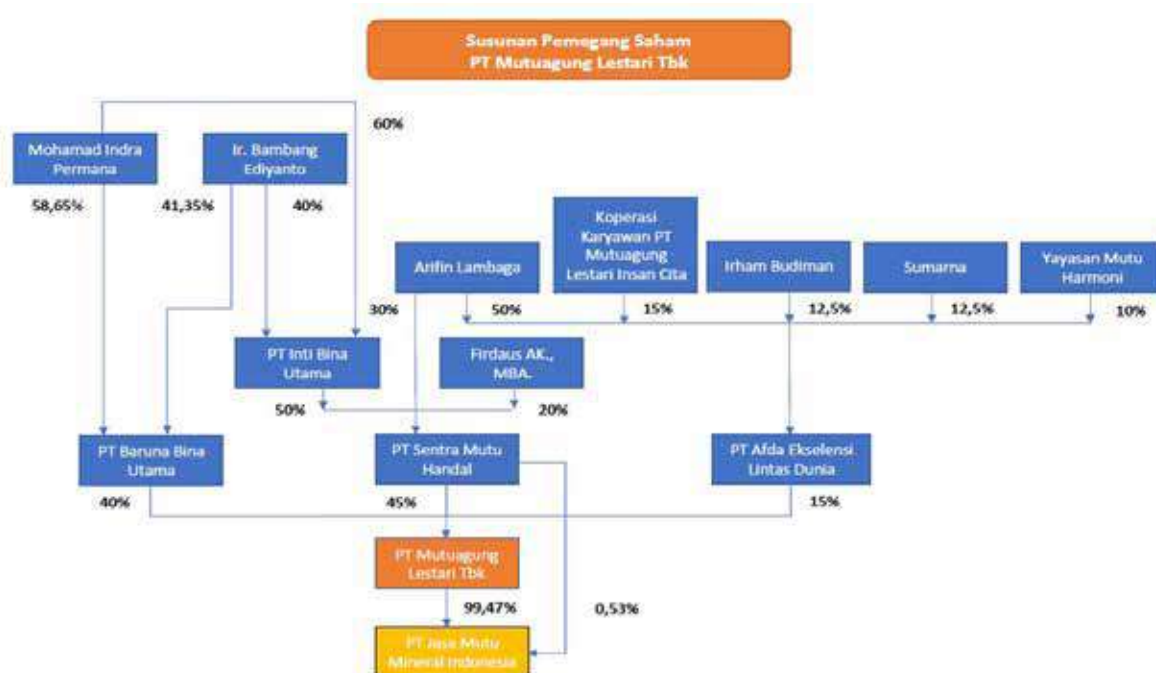 Susunan Pemegang Saham
PT Mutuagung Lestari Tbk
60%
Mohamad Indra
Permana
Ir. Bambang
Ediyanto
58,65%
41,35%
40%
Arifin Lambaga
Koperasi
Karyawan PT
Mutuagung
Lestari Insan Cita
Irham Budiman
Sumarna
Yayasan Mutu
Harmoni
30%
50%
15%
12,5%
12,5%
10%
PT Inti Bina
Utama
Firdaus AK.,
MBA.
50%
20%
PT Baruna Bina
Utama
PT Sentra Mutu
Handal
PT Afda Ekselensi
Lintas Dunia
40%
45%
15%
PT Mutuagung
Lestari Tbk
99,47%
0,53%
PT Jasa Mutu
Mineral Indonesia